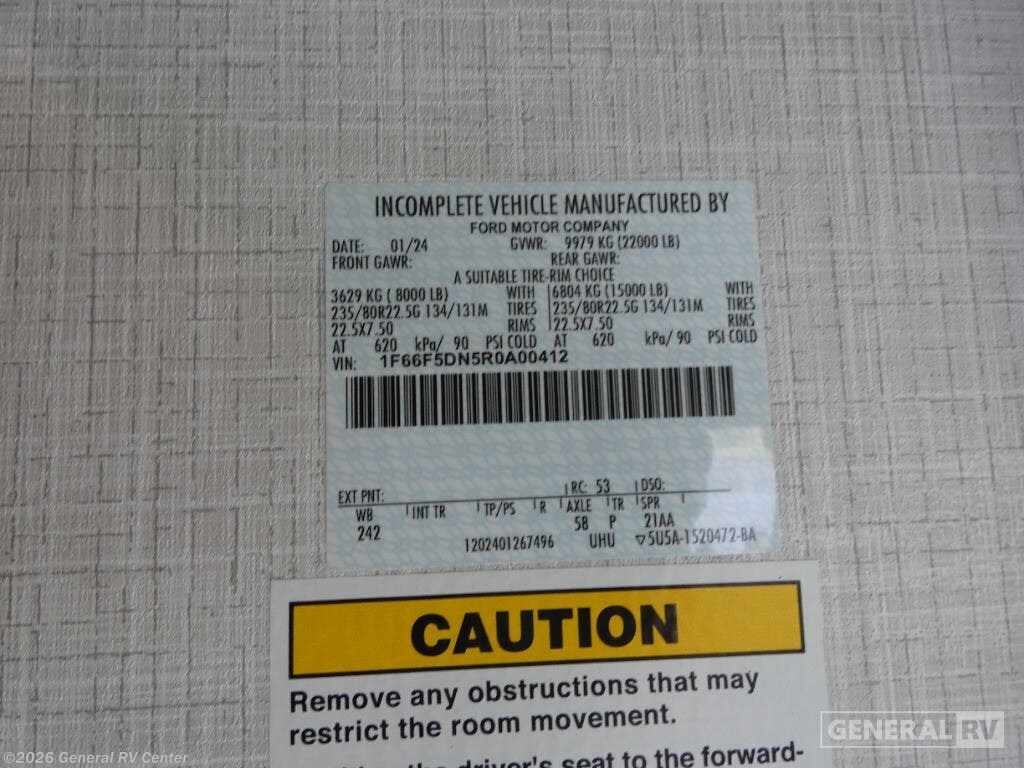 INCOMPLETE VEHICLE MANUFACTURED BY
FORD MOTOR COMPANY
DATE: 01/24 GVWR: 9979 KG (22000 LB)
FRONT GAWR: REAR GAWR:
A SUITABLE TIRE-RIM CHOICE
3629 KG ( 8000 LB) WITH 6804 KG (15000 LB) WITH
235/80R22.5G 134/131M TIRES 235/80R22.5G 134/131M TIRES
22.5X7.50 RIMS 22.5X7.50 RIMS
AT 620 kPa/ 90 PSI COLD AT 620 kPa/ 90 PSI COLD
VIN: 1F66F5DN5R0A00412
EXT PNT: RC: 53 DSO:
WB INT TR TP/PS R AXLE TR SPR
242 58 P 21AA
1202401267496 UHU ▽5U5A-1520472-BA
CAUTION
Remove any obstructions that may
restrict the room movement.
driver's seat to the forward-
GENERAL RV
©2026 General RV Center